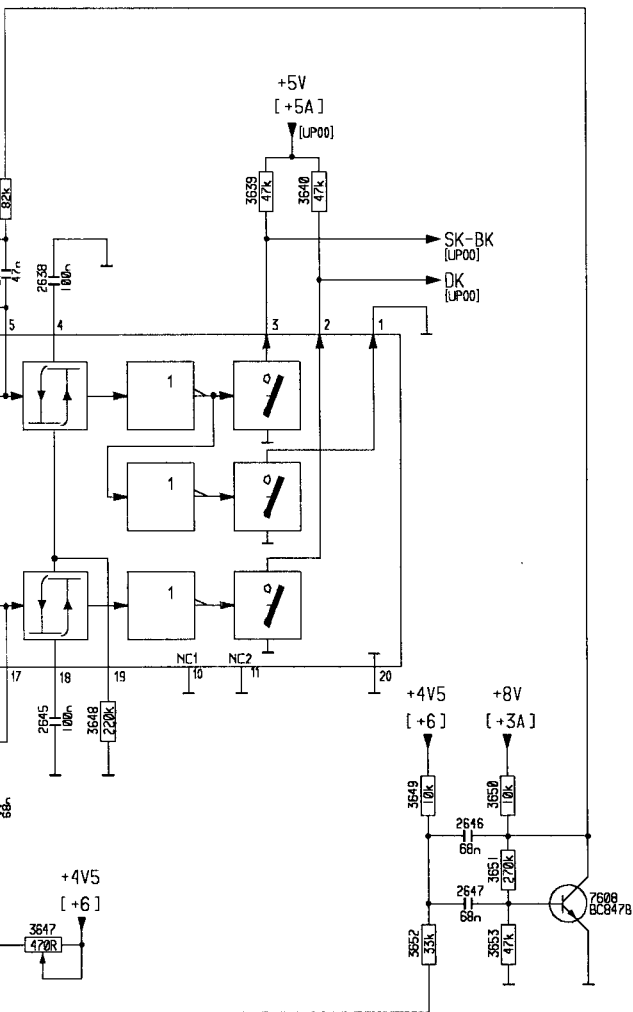 +5V
[+5A]
[UP00]
82k
3639
47k
3640
47k
SK-BK
[UP00]
DK
[UP00]
47n
2638
100n
5
4
3
2
1
1
1
1
17
18
19
NC1
10
NC2
11
20
2645
100n
3648
220k
+4V5
[+6]
+8V
[+3A]
3649
10k
3650
10k
68n
2646
68n
3651
270k
2647
68n
7608
BC847B
3652
33k
3653
47k
+4V5
[+6]
3647
470R